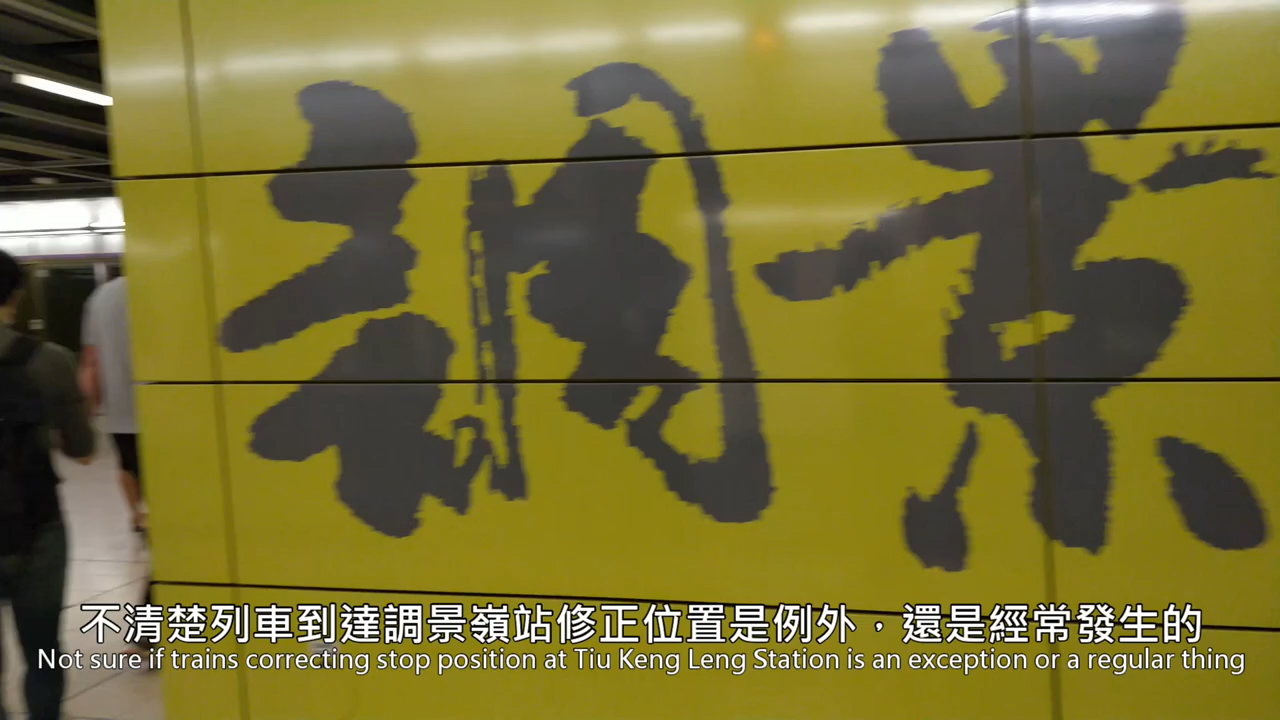 調景
不清楚列車到達調景嶺站修正位置是例外，還是經常發生的
Not sure if trains correcting stop position at Tiu Keng Leng Station is an exception or a regular thing